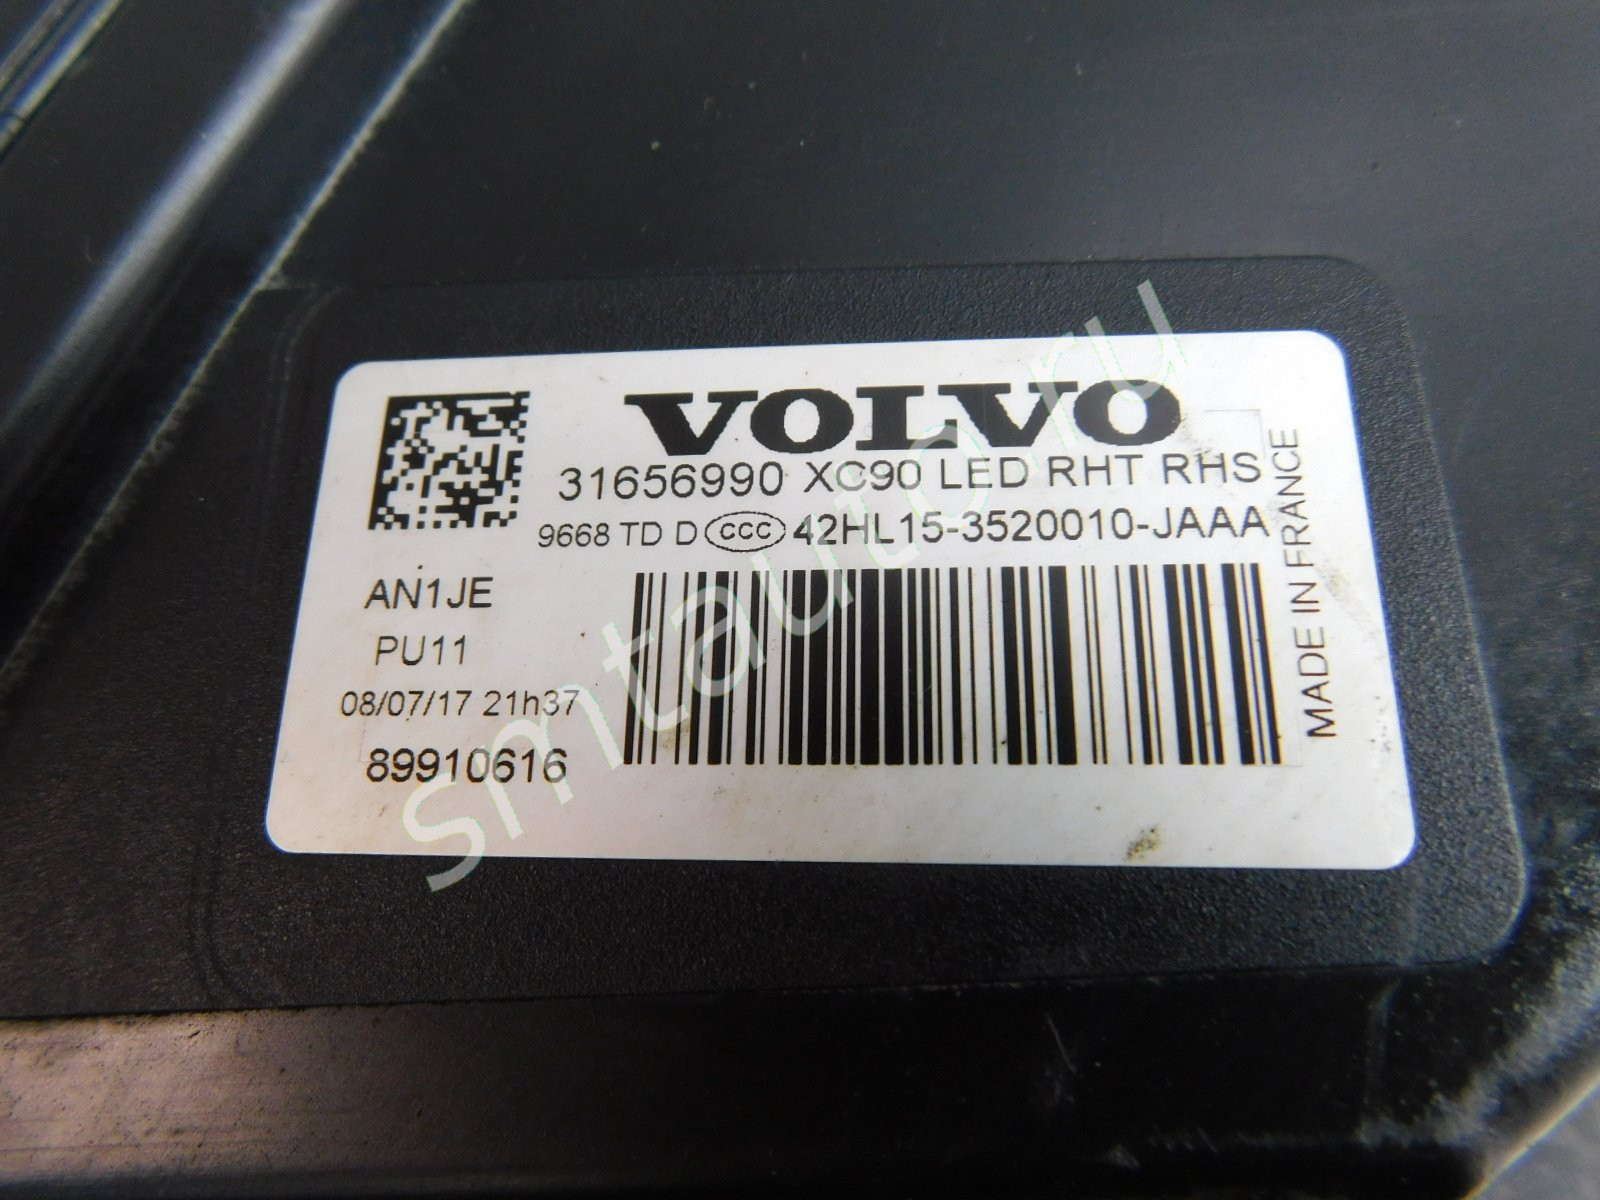 VOLVO
31656990 XC90 LED RHT RHS
9668 TD D CCC 42HL15-3520010-JAAA
AN1JE
PU11
08/07/17 21h37
89910616
MADE IN FRANCE
smtauto.ru